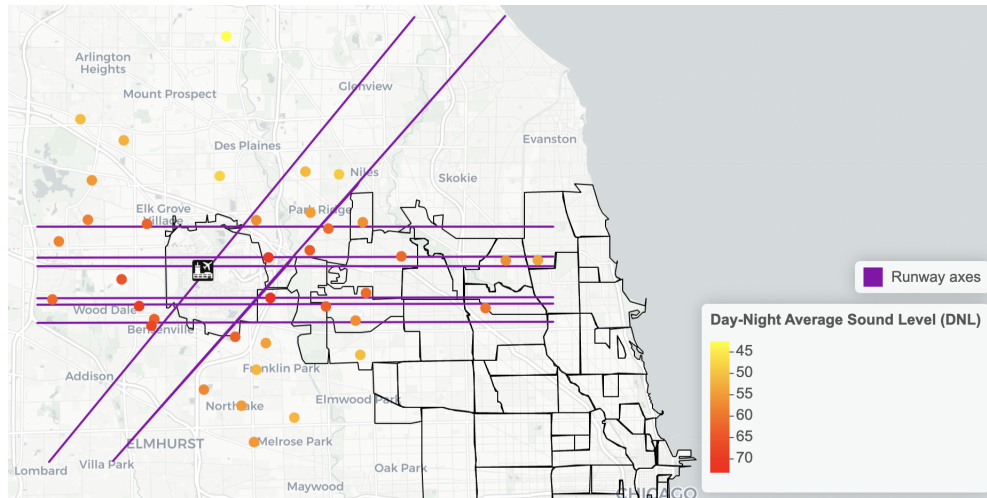 Arlington
Heights
Mount Prospect
Glenview
Des Plaines
Evanston
Niles
Skokie
Elk Grove
Village
Park Ridge
Runway axes
Wood Dale
Bensenville
Day-Night Average Sound Level (DNL)
45
50
55
60
65
70
Addison
Franklin Park
Northlake
Elmwood Park
ELMHURST
Melrose Park
Lombard
Villa Park
Oak Park
Maywood
CHICAGO